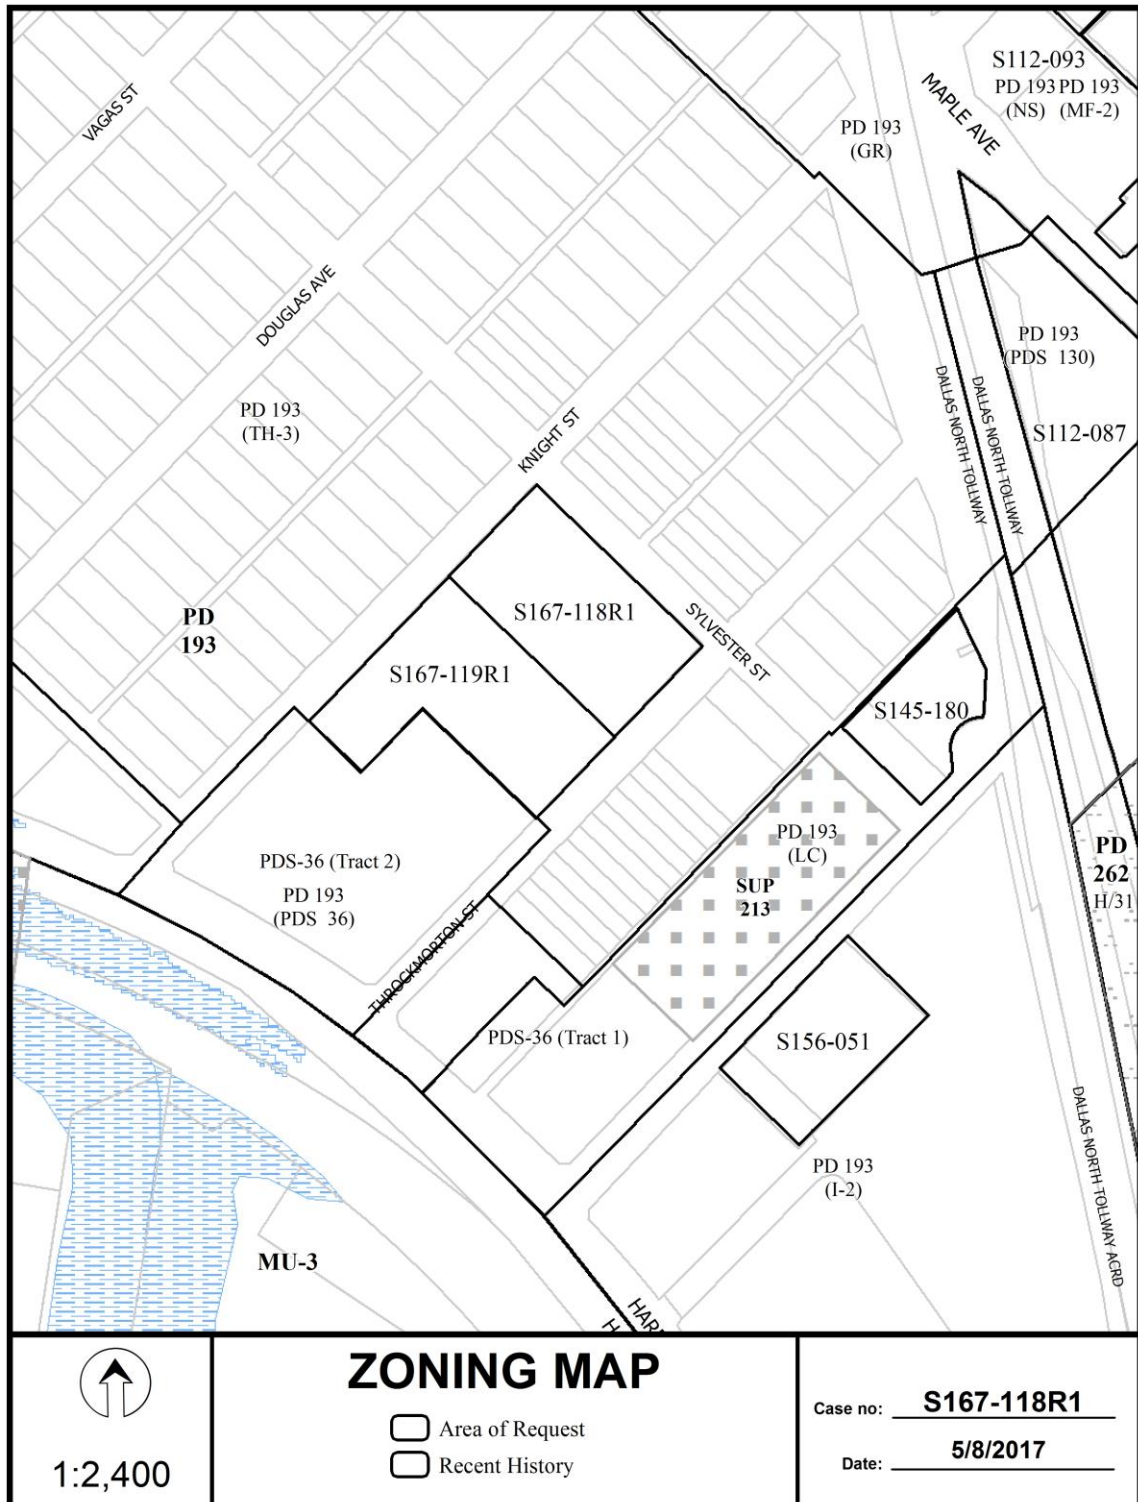 S112-093
PD 193 PD 193
(NS) (MF-2)
MAPLE AVE
VAGAS ST
PD 193
(GR)
DOUGLAS AVE
PD 193
(PDS 130)
DALLAS NORTH TOLLWAY
DALLAS NORTH TOLLWAY
PD 193
(TH-3)
KNIGHT ST
S112-087
PD
193
S167-118R1
SYLVESTER ST
S167-119R1
S145-180
PD 193
(LC)
SUP
213
PD
262
H/31
PDS-36 (Tract 2)
PD 193
(PDS 36)
THROCKMORTON ST
PDS-36 (Tract 1)
S156-051
PD 193
(I-2)
DALLAS NORTH TOLLWAY ACRD
MU-3
1:2,400
ZONING MAP
Area of Request
Recent History
Case no: S167-118R1
Date: 5/8/2017